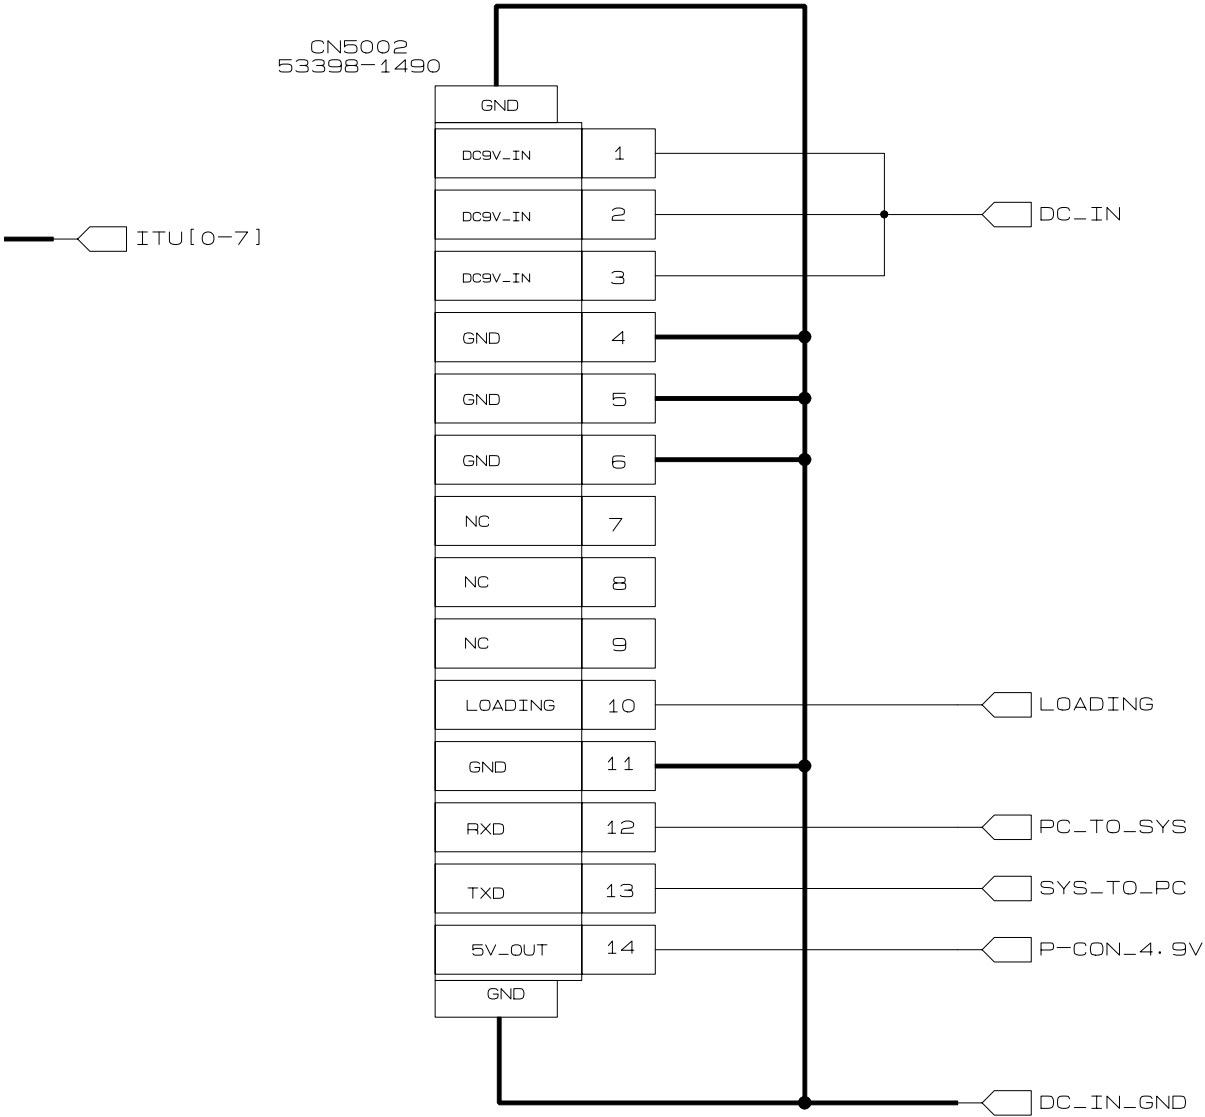 CN5002
53398-1490
GND
DC9V_IN 1
DC9V_IN 2 DC_IN
ITU[0-7]
DC9V_IN 3
GND 4
GND 5
GND 6
NC 7
NC 8
NC 9
LOADING 10 LOADING
GND 11
RXD 12 PC_TO_SYS
TXD 13 SYS_TO_PC
5V_OUT 14 P-CON_4.9V
GND
DC_IN_GND